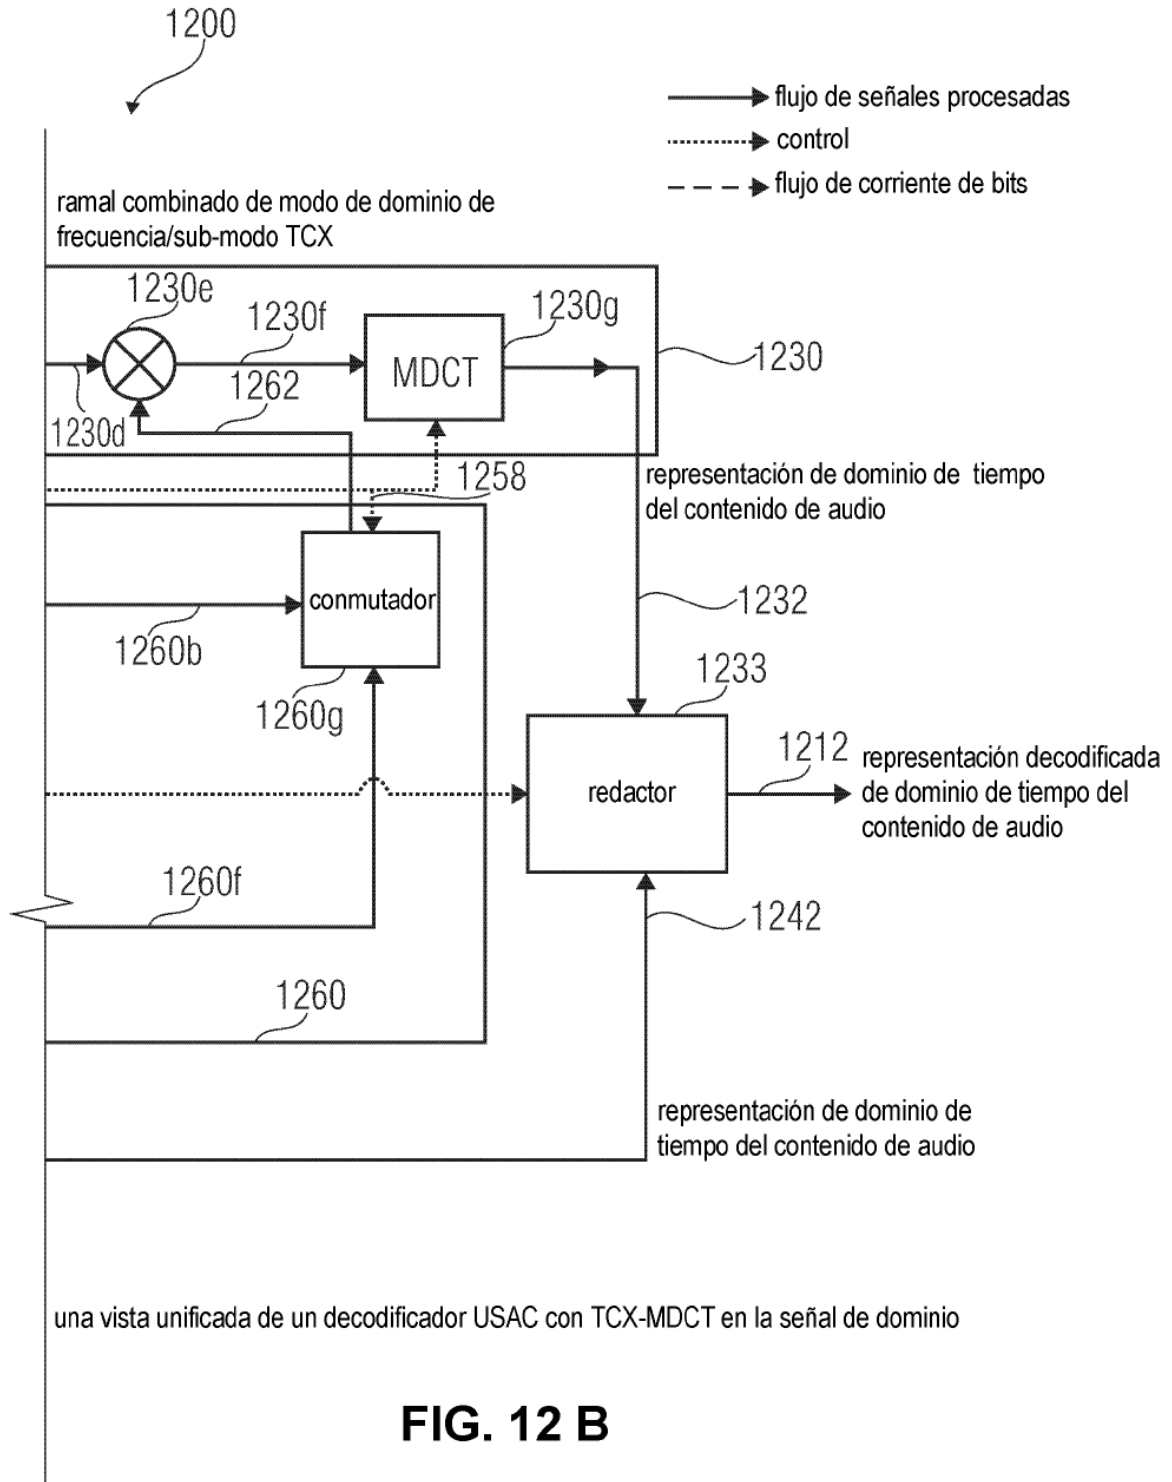 1200
flujo de señales procesadas
control
flujo de corriente de bits
ramal combinado de modo de dominio de
frecuencia/sub-modo TCX
1230e
1230f
1230g
1230
MDCT
1262
1230d
1258
representación de dominio de tiempo
del contenido de audio
conmutador
1232
1260b
1233
1260g
1212
representación decodificada
de dominio de tiempo del
contenido de audio
redactor
1260f
1242
1260
representación de dominio de
tiempo del contenido de audio
una vista unificada de un decodificador USAC con TCX-MDCT en la señal de dominio
FIG. 12 B